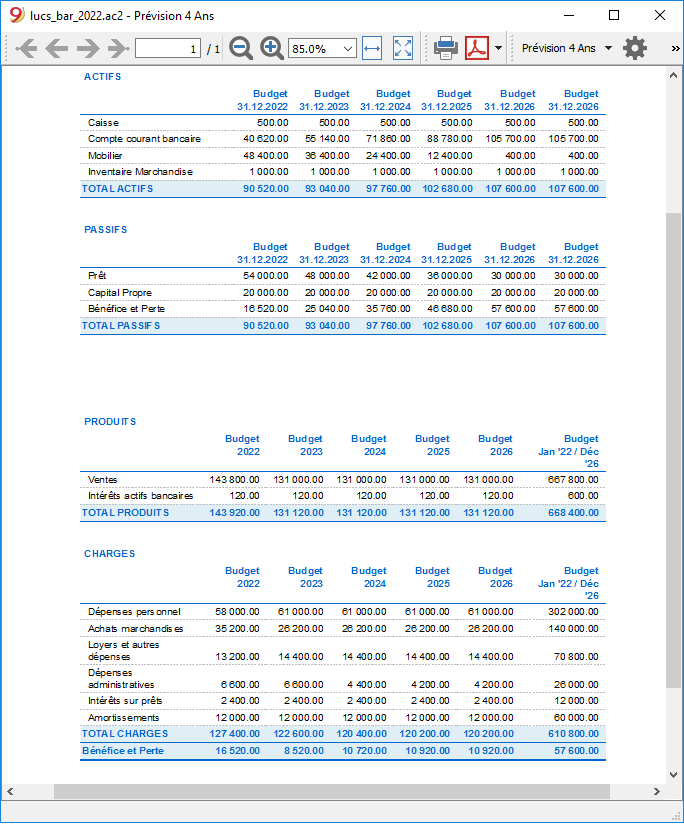 lucs_bar_2022.ac2 - Prévision 4 Ans
1 / 1 85.0% Prévision 4 Ans »
ACTIFS
Budget Budget Budget Budget Budget Budget
31.12.2022 31.12.2023 31.12.2024 31.12.2025 31.12.2026 31.12.2026
Caisse 500.00 500.00 500.00 500.00 500.00 500.00
Compte courant bancaire 40 620.00 55 140.00 71 860.00 88 780.00 105 700.00 105 700.00
Mobilier 48 400.00 36 400.00 24 400.00 12 400.00 400.00 400.00
Inventaire Marchandise 1 000.00 1 000.00 1 000.00 1 000.00 1 000.00 1 000.00
TOTAL ACTIFS 90 520.00 93 040.00 97 760.00 102 680.00 107 600.00 107 600.00
PASSIFS
Budget Budget Budget Budget Budget Budget
31.12.2022 31.12.2023 31.12.2024 31.12.2025 31.12.2026 31.12.2026
Prêt 54 000.00 48 000.00 42 000.00 36 000.00 30 000.00 30 000.00
Capital Propre 20 000.00 20 000.00 20 000.00 20 000.00 20 000.00 20 000.00
Bénéfice et Perte 16 520.00 25 040.00 35 760.00 46 680.00 57 600.00 57 600.00
TOTAL PASSIFS 90 520.00 93 040.00 97 760.00 102 680.00 107 600.00 107 600.00
PRODUITS
Budget Budget Budget Budget Budget Budget
2022 2023 2024 2025 2026 Jan '22 / Déc
'26
Ventes 143 800.00 131 000.00 131 000.00 131 000.00 131 000.00 667 800.00
Intérêts actifs bancaires 120.00 120.00 120.00 120.00 120.00 600.00
TOTAL PRODUITS 143 920.00 131 120.00 131 120.00 131 120.00 131 120.00 668 400.00
CHARGES
Budget Budget Budget Budget Budget Budget
2022 2023 2024 2025 2026 Jan '22 / Déc
'26
Dépenses personnel 58 000.00 61 000.00 61 000.00 61 000.00 61 000.00 302 000.00
Achats marchandises 35 200.00 26 200.00 26 200.00 26 200.00 26 200.00 140 000.00
Loyers et autres
dépenses 13 200.00 14 400.00 14 400.00 14 400.00 14 400.00 70 800.00
Dépenses
administratives 6 600.00 6 600.00 4 400.00 4 200.00 4 200.00 26 000.00
Intérêts sur prêts 2 400.00 2 400.00 2 400.00 2 400.00 2 400.00 12 000.00
Amortissements 12 000.00 12 000.00 12 000.00 12 000.00 12 000.00 60 000.00
TOTAL CHARGES 127 400.00 122 600.00 120 400.00 120 200.00 120 200.00 610 800.00
Bénéfice et Perte 16 520.00 8 520.00 10 720.00 10 920.00 10 920.00 57 600.00